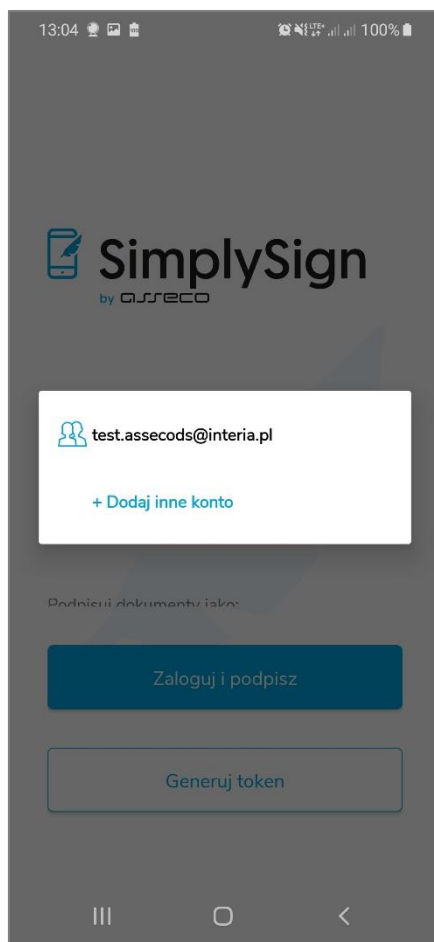 13:04
LTE+
100%
SimplySign
by asseco
test.assecods@interia.pl
+ Dodaj inne konto
Podpisuj dokumenty jako:
Zaloguj i podpisz
Generuj token